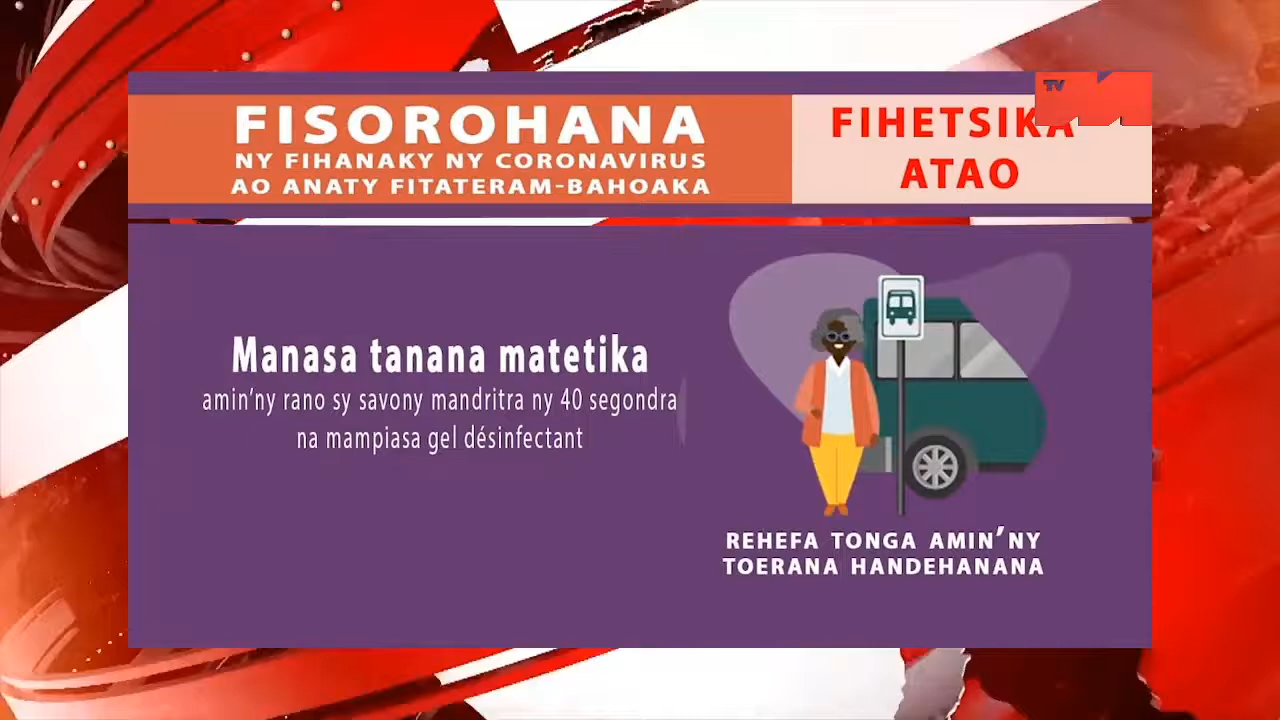 FISOROHANA
NY FIHANAKY NY CORONAVIRUS
AO ANATY FITATERAM-BAHOAKA
FIHETSIKA
ATAO
TV
Manasa tanana matetika
amin'ny rano sy savony mandritra ny 40 segondra
na mampiasa gel désinfectant
REHEFA TONGA AMIN'NY
TOERANA HANDEHANANA